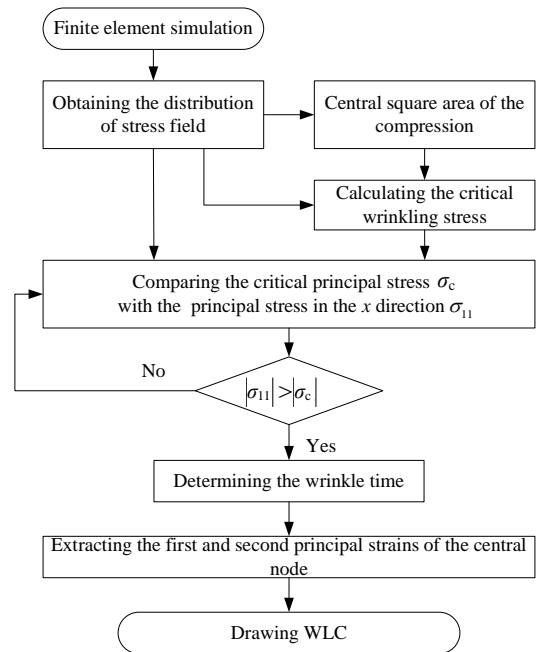 Finite element simulation
Obtaining the distribution
of stress field
Central square area of the
compression
Calculating the critical
wrinkling stress
Comparing the critical principal stress σc
with the principal stress in the x direction σ11
No
|σ11|>|σc|
Yes
Determining the wrinkle time
Extracting the first and second principal strains of the central
node
Drawing WLC